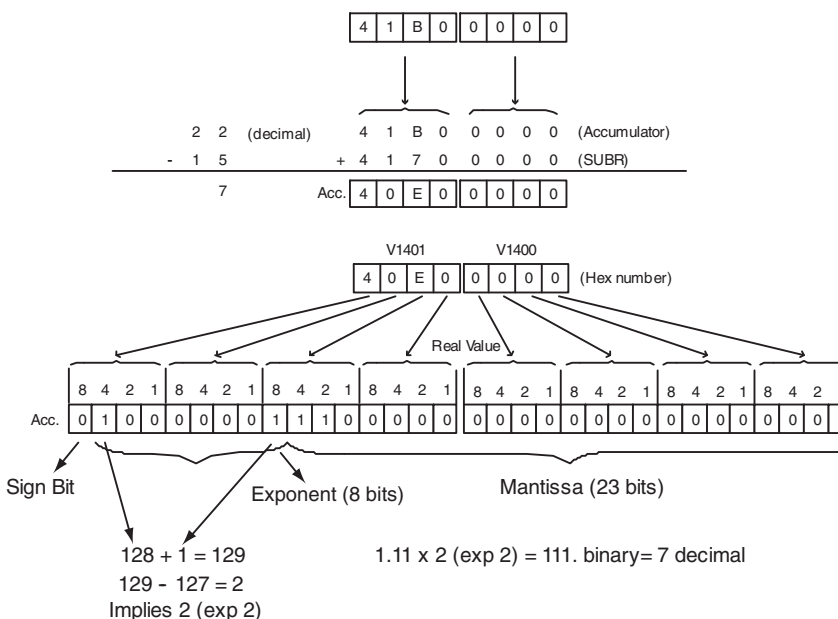 4 1 B 0 0 0 0 0
2 2 (decimal) 4 1 B 0 0 0 0 0 (Accumulator)
- 1 5 + 4 1 7 0 0 0 0 0 (SUBR)
7 Acc. 4 0 E 0 0 0 0 0
V1401 V1400
4 0 E 0 0 0 0 0 (Hex number)
Real Value
8 4 2 1 8 4 2 1 8 4 2 1 8 4 2 1 8 4 2 1 8 4 2 1 8 4 2 1 8 4 2
Acc. 0 1 0 0 0 0 0 0 1 1 1 0 0 0 0 0 0 0 0 0 0 0 0 0 0 0 0 0 0 0 0
Sign Bit Exponent (8 bits) Mantissa (23 bits)
128 + 1 = 129 1.11 x 2 (exp 2) = 111. binary= 7 decimal
129 - 127 = 2
Implies 2 (exp 2)